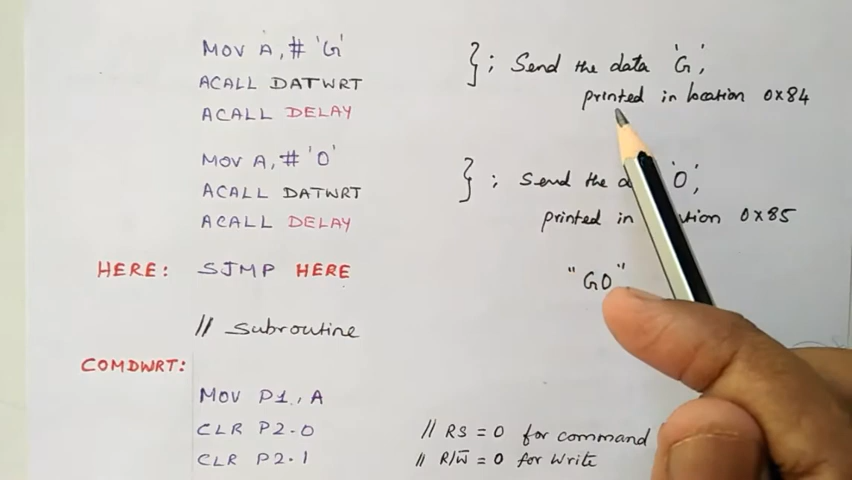 MOV A, # 'G' } ; Send the data 'G',
ACALL DATWRT
printed in location 0x84
ACALL DELAY
MOV A, # 'O'
} ; Send the 'O',
ACALL DATWRT
ACALL DELAY printed in 0x85
HERE: SJMP HERE "GO"
// Subroutine
COMDWRT:
MOV P1, A
CLR P2.0 // RS = 0 for command
CLR P2.1 // R/W̅ = 0 for Write